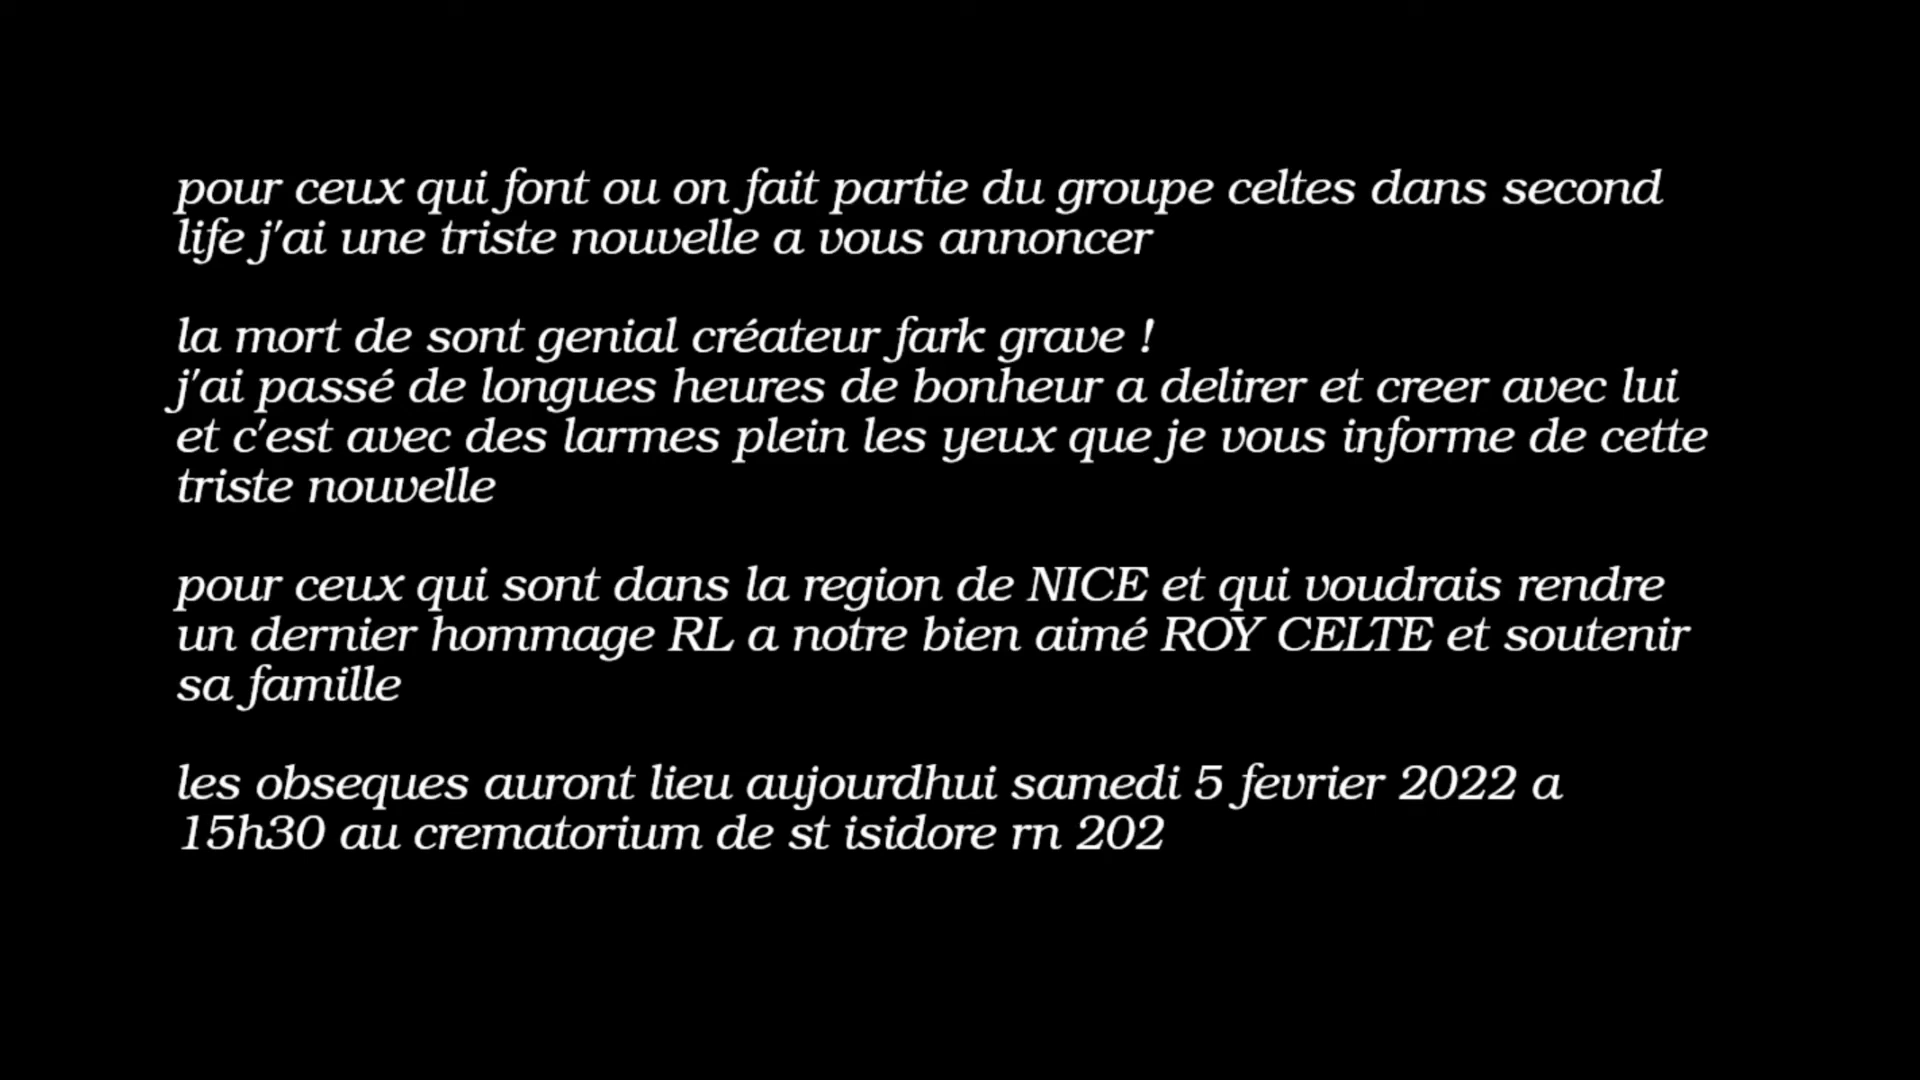 pour ceux qui font ou on fait partie du groupe celtes dans second
life j'ai une triste nouvelle a vous annoncer
la mort de sont genial créateur fark grave !
j'ai passé de longues heures de bonheur a delirer et creer avec lui
et c'est avec des larmes plein les yeux que je vous informe de cette
triste nouvelle
pour ceux qui sont dans la region de NICE et qui voudrais rendre
un dernier hommage RL a notre bien aimé ROY CELTE et soutenir
sa famille
les obseques auront lieu aujourdhui samedi 5 fevrier 2022 a
15h30 au crematorium de st isidore rn 202